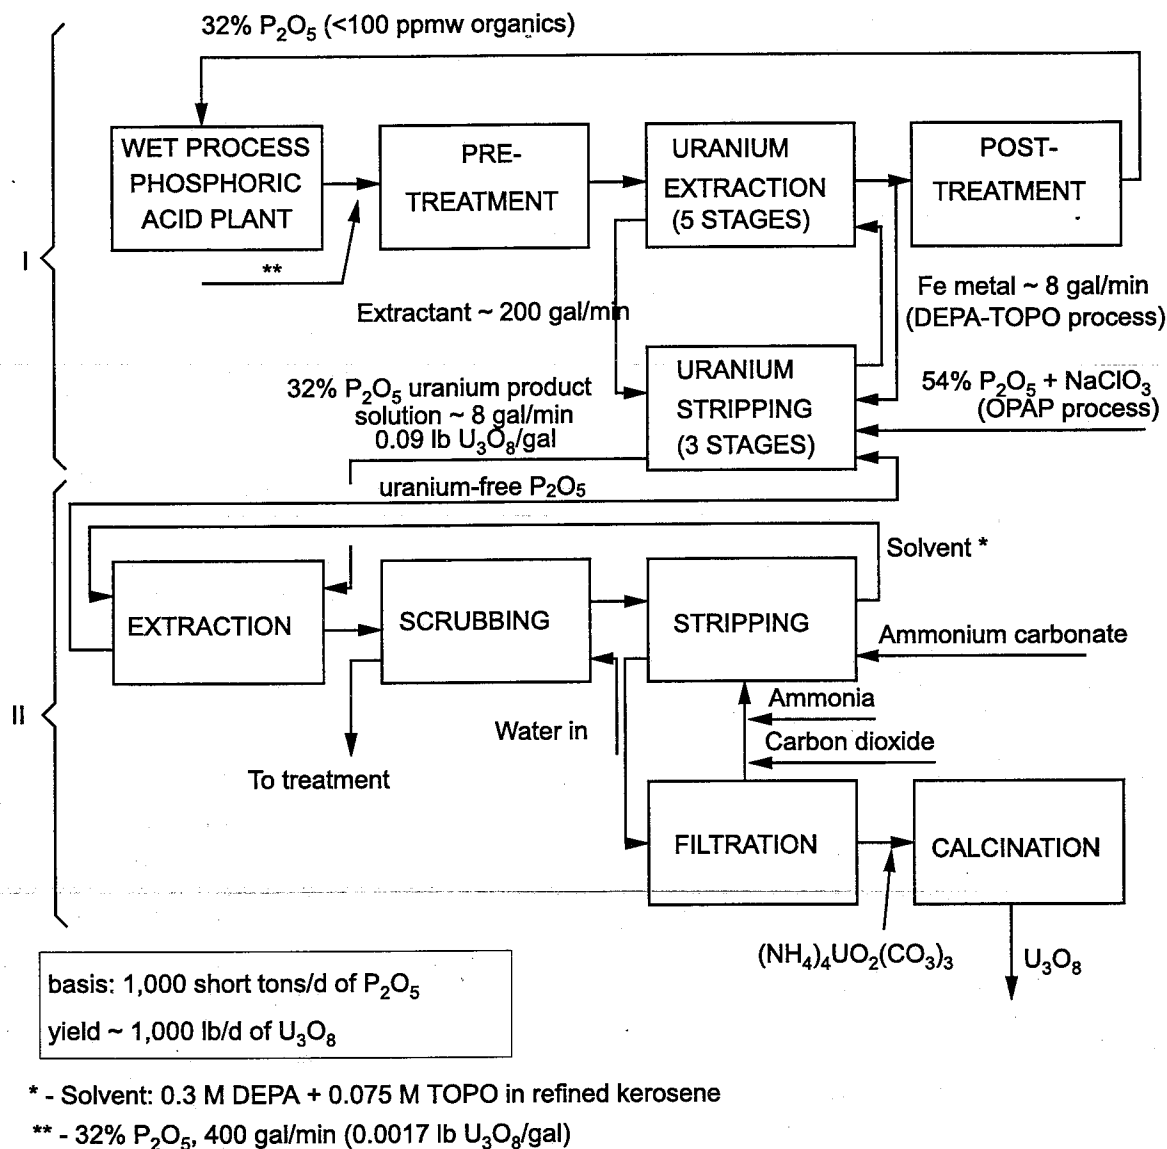 32% P₂O₅ (<100 ppmw organics)
WET PROCESS
PHOSPHORIC
ACID PLANT
PRE-
TREATMENT
URANIUM
EXTRACTION
(5 STAGES)
POST-
TREATMENT
I
**
Extractant ~ 200 gal/min
Fe metal ~ 8 gal/min
(DEPA-TOPO process)
32% P₂O₅ uranium product
solution ~ 8 gal/min
0.09 lb U₃O₈/gal
URANIUM
STRIPPING
(3 STAGES)
54% P₂O₅ + NaClO₃
(OPAP process)
uranium-free P₂O₅
Solvent *
EXTRACTION
SCRUBBING
STRIPPING
Ammonium carbonate
II
Water in
Ammonia
Carbon dioxide
To treatment
FILTRATION
CALCINATION
(NH₄)₄UO₂(CO₃)₃
U₃O₈
basis: 1,000 short tons/d of P₂O₅
yield ~ 1,000 lb/d of U₃O₈
* - Solvent: 0.3 M DEPA + 0.075 M TOPO in refined kerosene
** - 32% P₂O₅, 400 gal/min (0.0017 lb U₃O₈/gal)